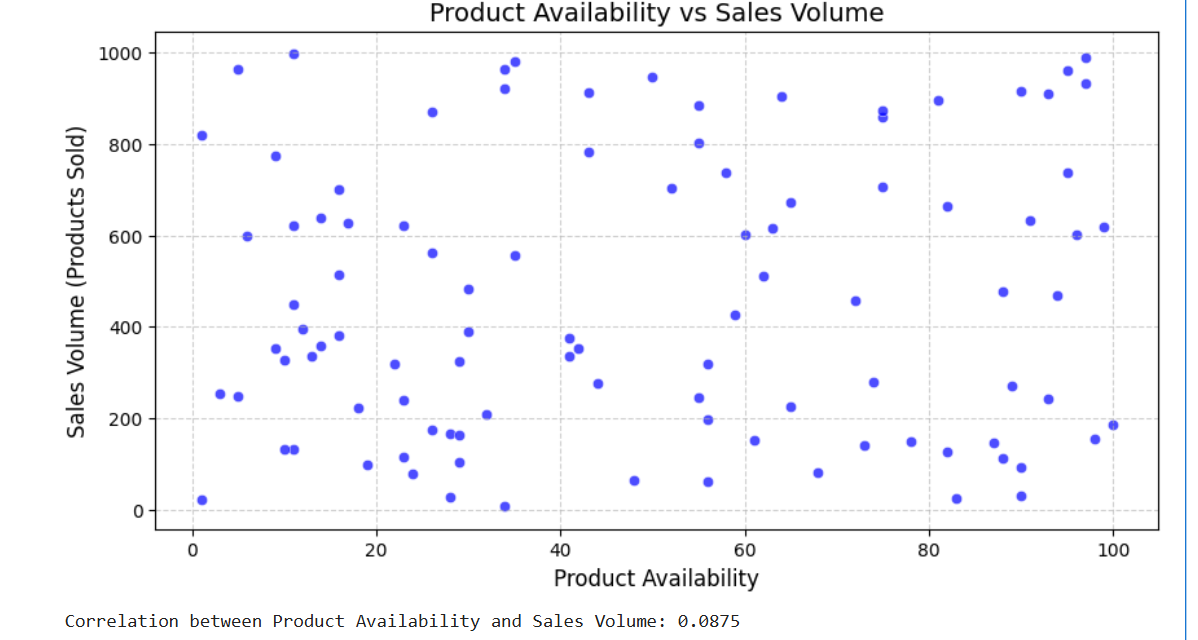 Product Availability vs Sales Volume
1000
800
600
400
200
0
Sales Volume (Products Sold)
0 20 40 60 80 100
Product Availability
Correlation between Product Availability and Sales Volume: 0.0875